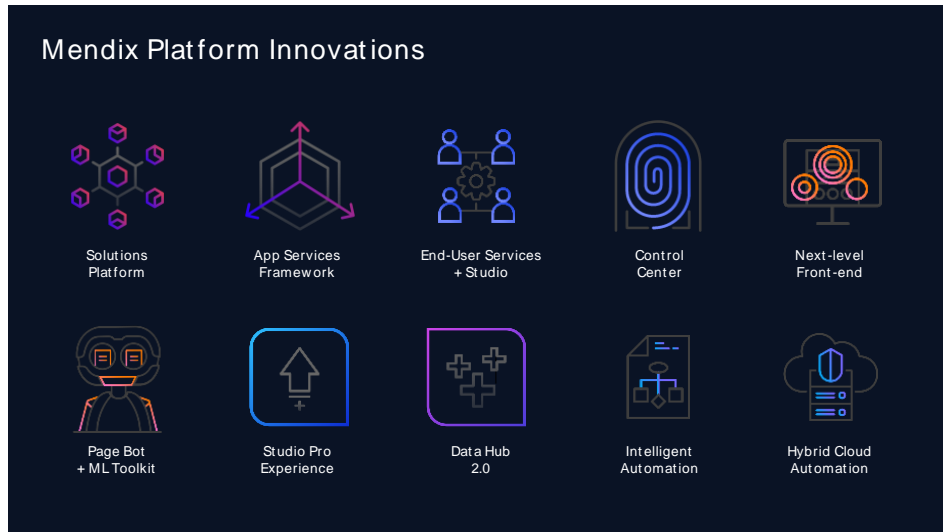 Mendix Platform Innovations
Solutions
Platform
App Services
Framework
End-User Services
+ Studio
Control
Center
Next-level
Front-end
Page Bot
+ ML Toolkit
Studio Pro
Experience
Data Hub
2.0
Intelligent
Automation
Hybrid Cloud
Automation